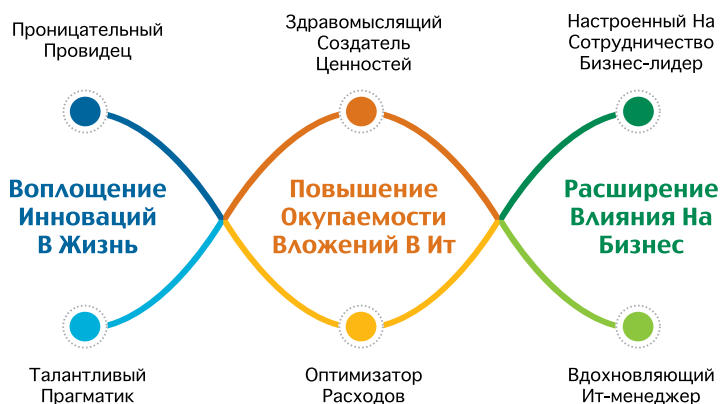 Проницательный
Провидец
Здравомыслящий
Создатель
Ценностей
Настроенный На
Сотрудничество
Бизнес-лидер
Воплощение
Инноваций
В Жизнь
Повышение
Окупаемости
Вложений В Ит
Расширение
Влияния На
Бизнес
Талантливый
Прагматик
Оптимизатор
Расходов
Вдохновляющий
Ит-менеджер